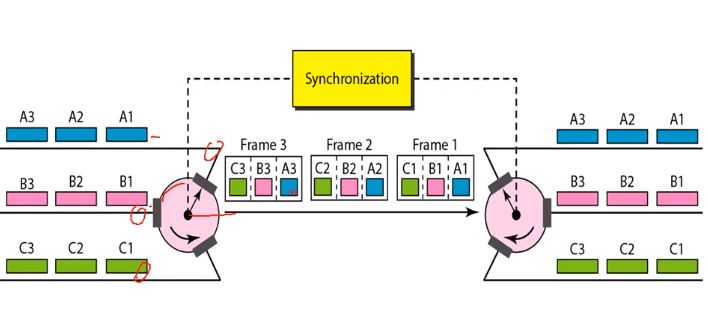 Synchronization
A3 A2 A1
A3 A2 A1
Frame 3 Frame 2 Frame 1
C3 B3 A3 C2 B2 A2 C1 B1 A1
B3 B2 B1
B3 B2 B1
C3 C2 C1
C3 C2 C1